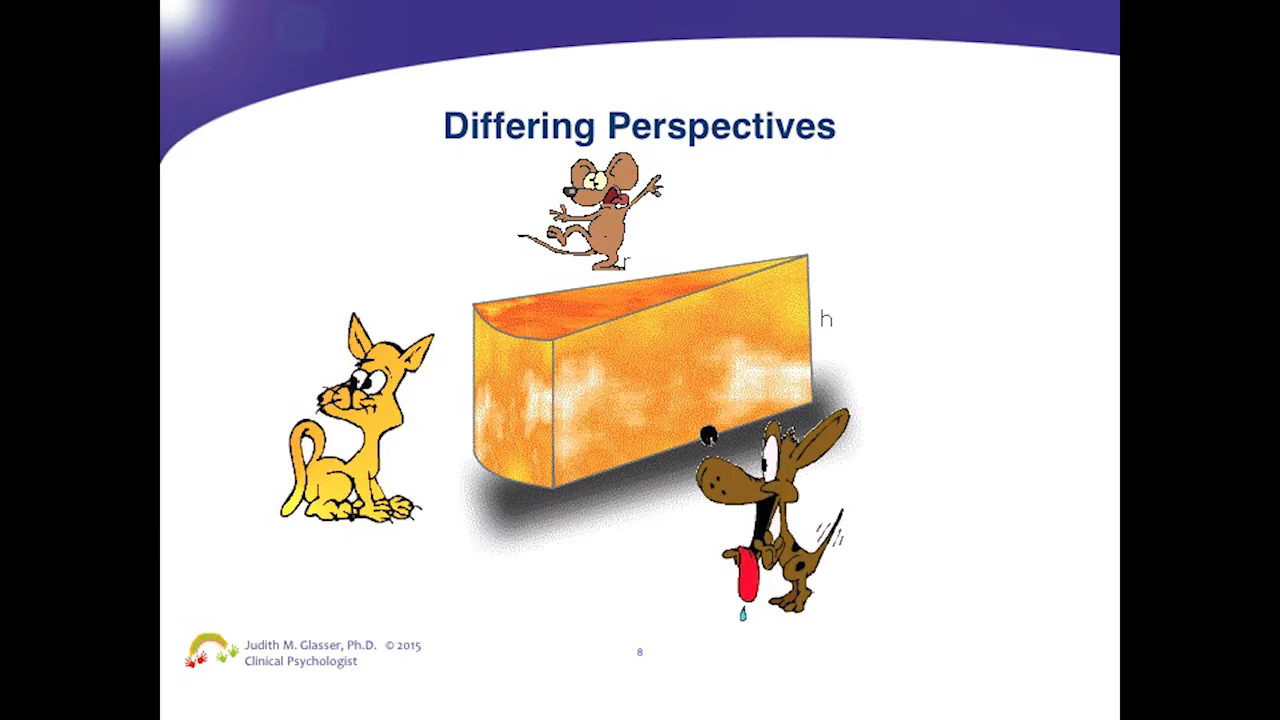 Differing Perspectives
r
h
Judith M. Glasser, Ph.D. © 2015
Clinical Psychologist
8